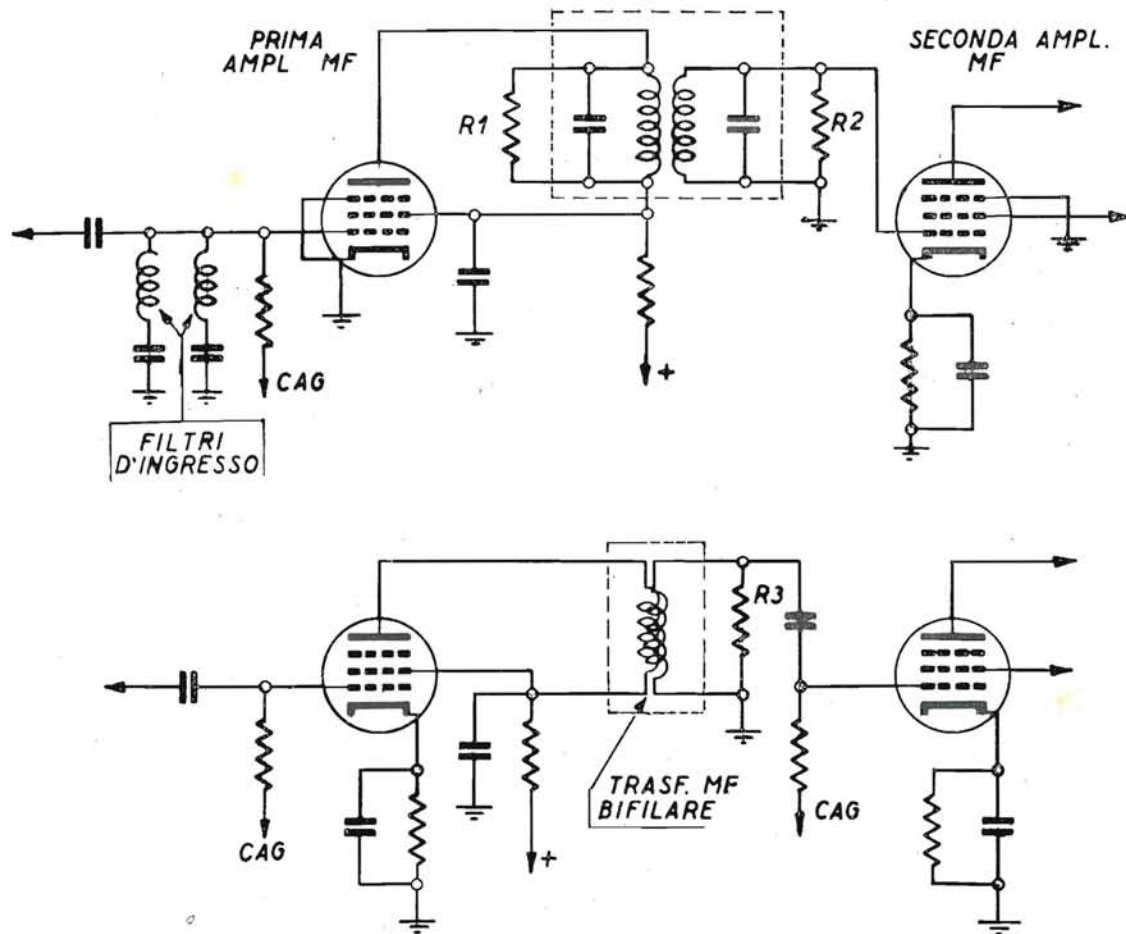 PRIMA
AMPL MF
SECONDA AMPL.
MF
R1
R2
CAG
+
FILTRI
D'INGRESSO
R3
TRASF. MF
BIFILARE
CAG
+
CAG